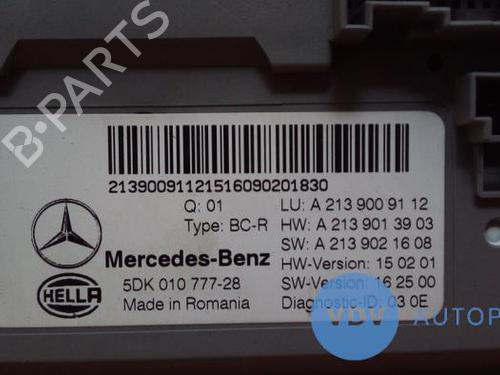 B-PARTS
21390091121516090201830
Q: 01
LU: A 213 900 91 12
Type: BC-R
HW: A 213 901 39 03
SW: A 213 902 16 08
Mercedes-Benz
HW-Version: 15 02 01
HELLA
5DK 010 777-28
SW-Version: 16 25 00
Made in Romania
Diagnostic-ID: 03 0E
VDV AUTOP